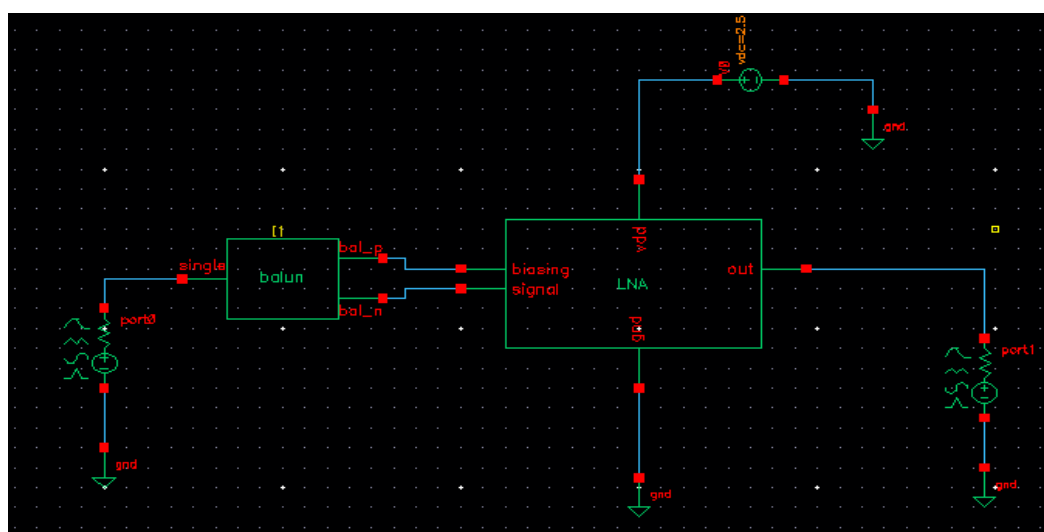 vdc=2.5
V0
gnd
vdd
I1
bal_p
single
balun
biasing
signal
LNA
out
bal_n
port0
gnd
port1
gnd
gnd
gnd